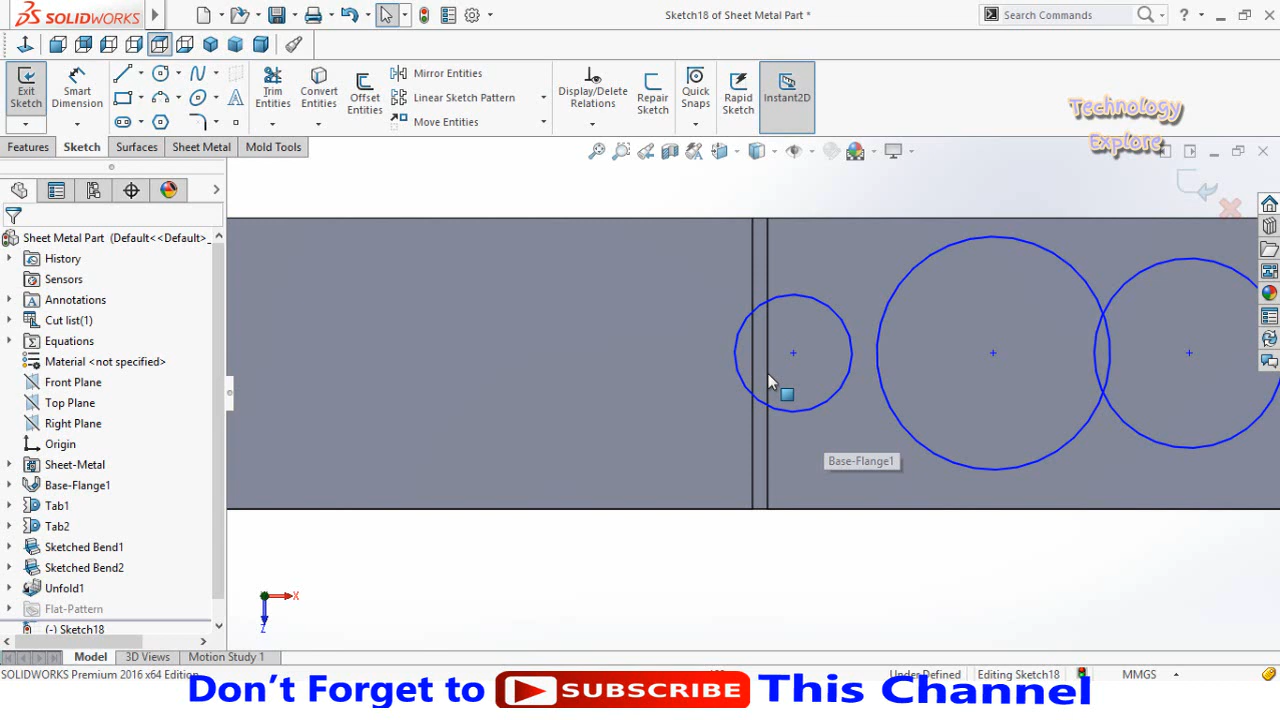 SOLIDWORKS
Sketch18 of Sheet Metal Part *
Search Commands
?
Exit Sketch
Smart Dimension
Trim Entities
Convert Entities
Offset Entities
Mirror Entities
Linear Sketch Pattern
Move Entities
Display/Delete Relations
Repair Sketch
Quick Snaps
Rapid Sketch
Instant2D
Technology
Explore
Features
Sketch
Surfaces
Sheet Metal
Mold Tools
Sheet Metal Part (Default<<Default>_
History
Sensors
Annotations
Cut list(1)
Equations
Material <not specified>
Front Plane
Top Plane
Right Plane
Origin
Sheet-Metal
Base-Flange1
Tab1
Tab2
Sketched Bend1
Sketched Bend2
Unfold1
Flat-Pattern
(-) Sketch18
Base-Flange1
X
Z
Model
3D Views
Motion Study 1
SOLIDWORKS Premium 2016 x64 Edition
Under Defined
Editing Sketch18
MMGS
Don't Forget to SUBSCRIBE This Channel